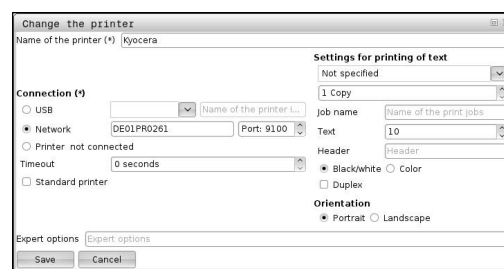 Change the printer
Name of the printer (*) Kyocera
Settings for printing of text
Not specified
Connection (*)
1 Copy
USB Name of the printer i...
Job name Name of the print jobs
Network DE01PR0261 Port: 9100
Text 10
Printer not connected
Header Header
Timeout 0 seconds
Black/white Color
Standard printer
Duplex
Orientation
Portrait Landscape
Expert options Expert options
Save Cancel